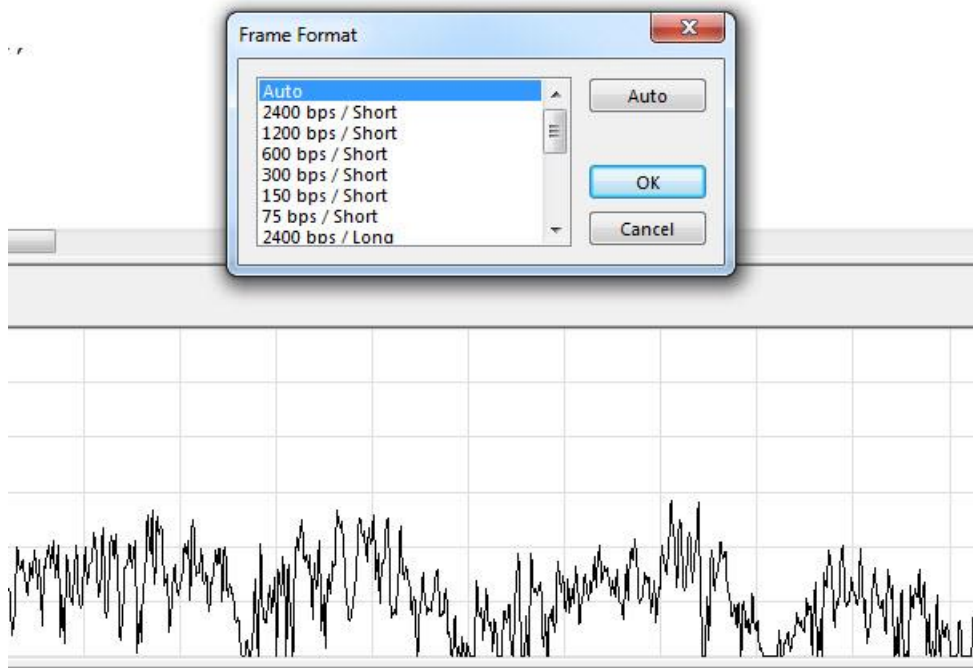 Frame Format
Auto
2400 bps / Short
1200 bps / Short
600 bps / Short
300 bps / Short
150 bps / Short
75 bps / Short
2400 bps / Long
Auto
OK
Cancel